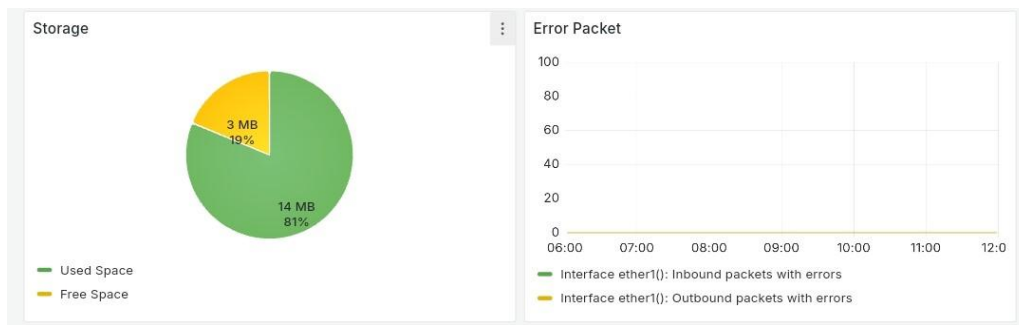 Storage
3 MB
19%
14 MB
81%
Used Space
Free Space
Error Packet
100
80
60
40
20
0
06:00 07:00 08:00 09:00 10:00 11:00 12:0
Interface ether1(): Inbound packets with errors
Interface ether1(): Outbound packets with errors